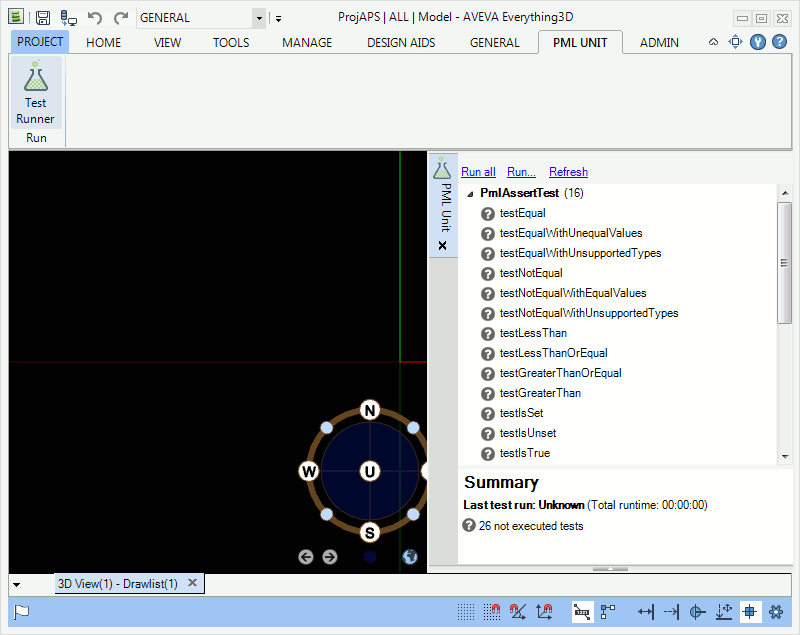 GENERAL
ProjAPS | ALL | Model - AVEVA Everything3D
PROJECT HOME VIEW TOOLS MANAGE DESIGN AIDS GENERAL PML UNIT ADMIN
Test
Runner
Run
PML Unit
Run all Run... Refresh
PmlAssertTest (16)
testEqual
testEqualWithUnequalValues
testEqualWithUnsupportedTypes
testNotEqual
testNotEqualWithEqualValues
testNotEqualWithUnsupportedTypes
testLessThan
testLessThanOrEqual
testGreaterThanOrEqual
testGreaterThan
testIsSet
testIsUnset
testIsTrue
N
W
U
S
Summary
Last test run: Unknown (Total runtime: 00:00:00)
26 not executed tests
3D View(1) - Drawlist(1)